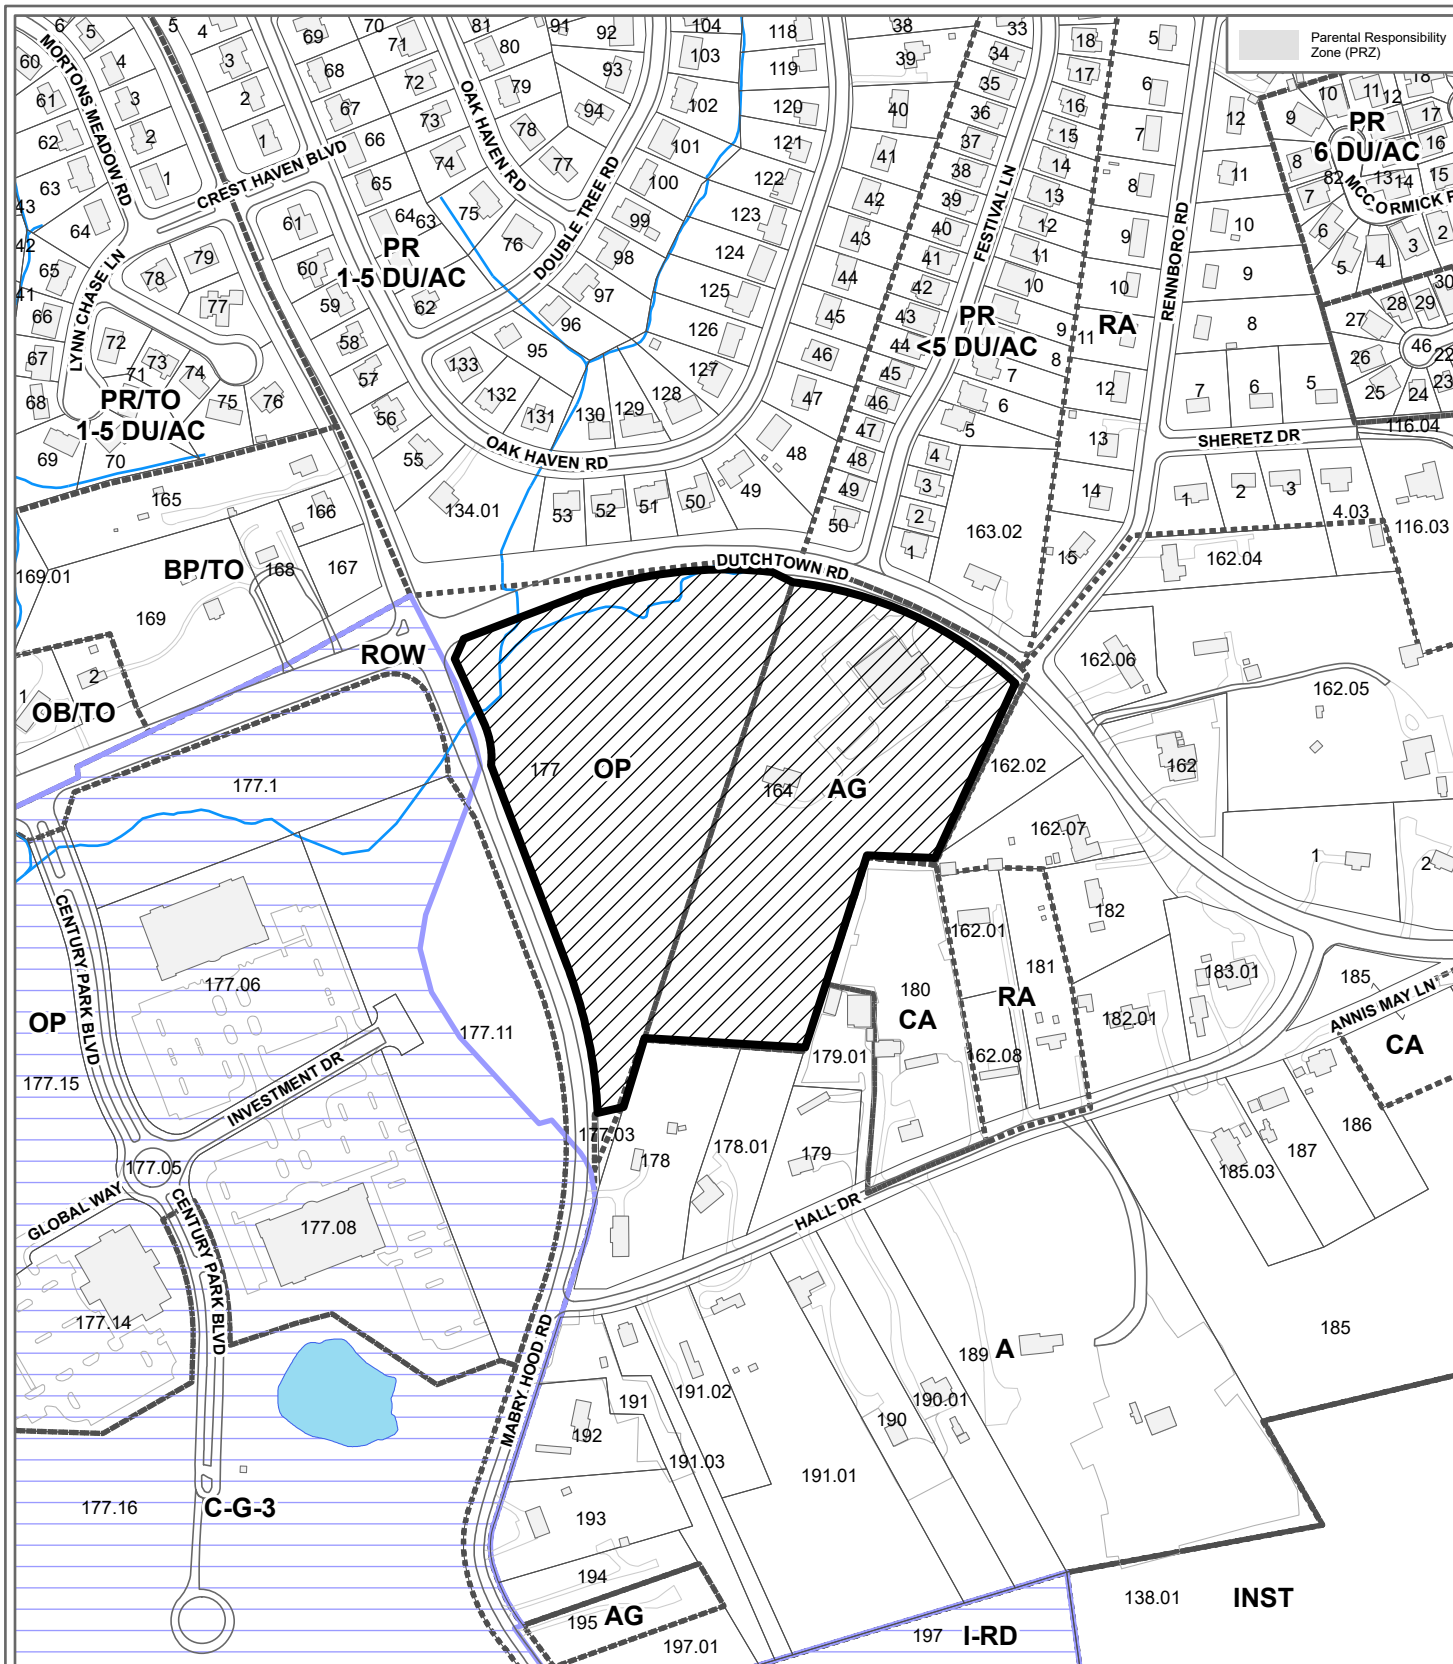 Parental Responsibility
Zone (PRZ)
MORTONS MEADOW RD
CREST HAVEN BLVD
OAK HAVEN RD
DOUBLE TREE RD
LYNN CHASE LN
FESTIVAL LN
RENNBORO RD
PR
6 DU/AC
MCCORMICK
PR
1-5 DU/AC
PR
<5 DU/AC
RA
PR/TO
1-5 DU/AC
OAK HAVEN RD
SHERETZ DR
116.04
116.03
4.03
165
166
134.01
163.02
162.04
169.01
BP/TO
168
167
169
DUTCHTOWN RD
ROW
OB/TO
162.06
162.05
177.1
177
OP
164
AG
162.02
162
162.07
CENTURY PARK BLVD
177.06
OP
177.15
177.11
INVESTMENT DR
180
CA
162.01
181
RA
182
183.01
182.01
185
ANNIS MAY LN
CA
179.01
162.08
177.05
177.03
178
178.01
179
186
187
185.03
GLOBAL WAY
CENTURY PARK BLVD
177.08
HALL DR
177.14
MABRY HOOD RD
189
A
185
191
191.02
190.01
190
192
191.03
191.01
177.16
C-G-3
193
194
195
AG
197.01
197
I-RD
138.01
INST